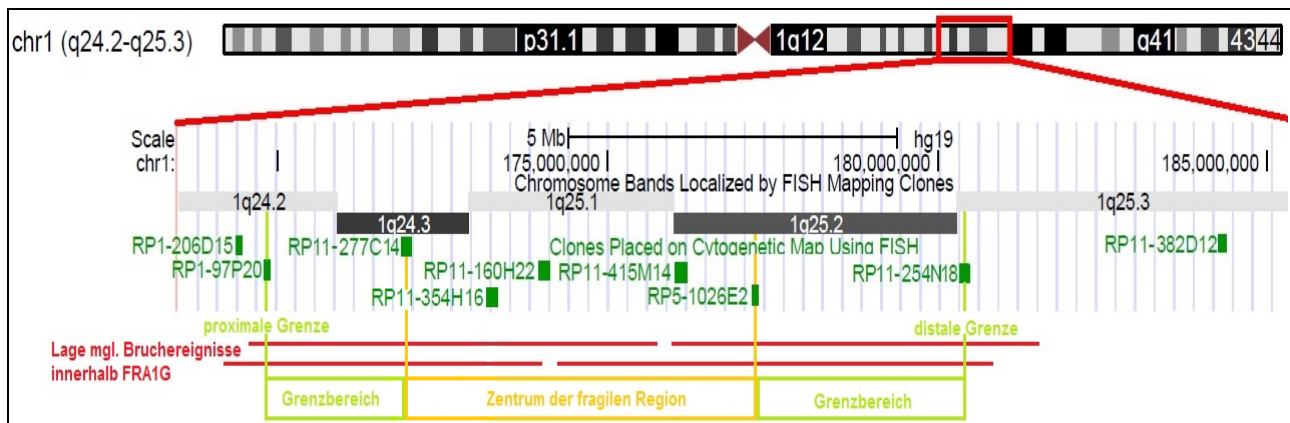 chr1 (q24.2-q25.3) p31.1 1q12 q41 43 44
Scale 5 Mb hg19
chr1: 175,000,000 180,000,000 185,000,000
Chromosome Bands Localized by FISH Mapping Clones
1q24.2 1q25.1 1q25.3
1q24.3 1q25.2
Clones Placed on Cytogenetic Map Using FISH
RP1-206D15 RP11-277C14 RP11-382D12
RP1-97P20 RP11-160H22 RP11-415M14 RP11-254N18
RP11-354H16 RP5-1026E2
proximale Grenze distale Grenze
Lage mgl. Bruchereignisse
innerhalb FRA1G
Grenzbereich Zentrum der fragilen Region Grenzbereich